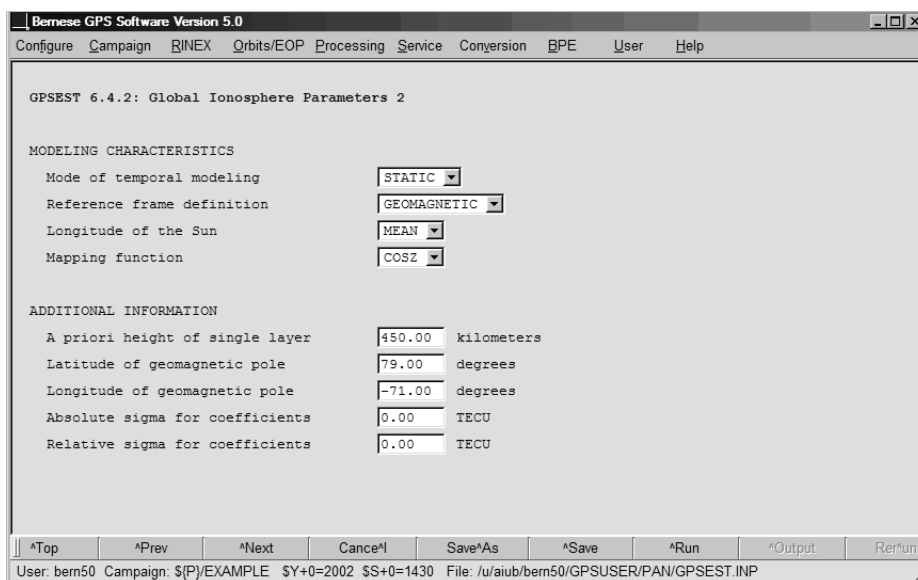 Bernese GPS Software Version 5.0
Configure Campaign RINEX Orbits/EOP Processing Service Conversion BPE User Help
GPSEST 6.4.2: Global Ionosphere Parameters 2
MODELING CHARACTERISTICS
Mode of temporal modeling STATIC
Reference frame definition GEOMAGNETIC
Longitude of the Sun MEAN
Mapping function COSZ
ADDITIONAL INFORMATION
A priori height of single layer 450.00 kilometers
Latitude of geomagnetic pole 79.00 degrees
Longitude of geomagnetic pole -71.00 degrees
Absolute sigma for coefficients 0.00 TECU
Relative sigma for coefficients 0.00 TECU
^Top ^Prev ^Next Cance^l Save^As ^Save ^Run ^Output Rer^un
User: bern50 Campaign: ${P}/EXAMPLE $Y+0=2002 $S+0=1430 File: /u/aiub/bern50/GPSUSER/PAN/GPSEST.INP